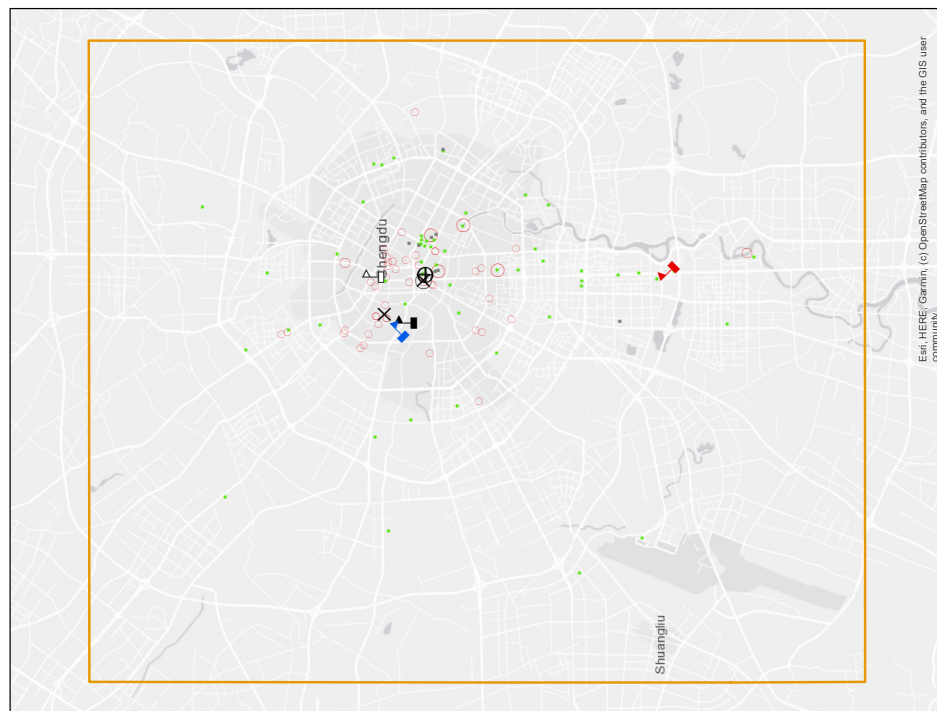 Chengdu
Shuangliu
Esri, HERE, Garmin, (c) OpenStreetMap contributors, and the GIS user
community